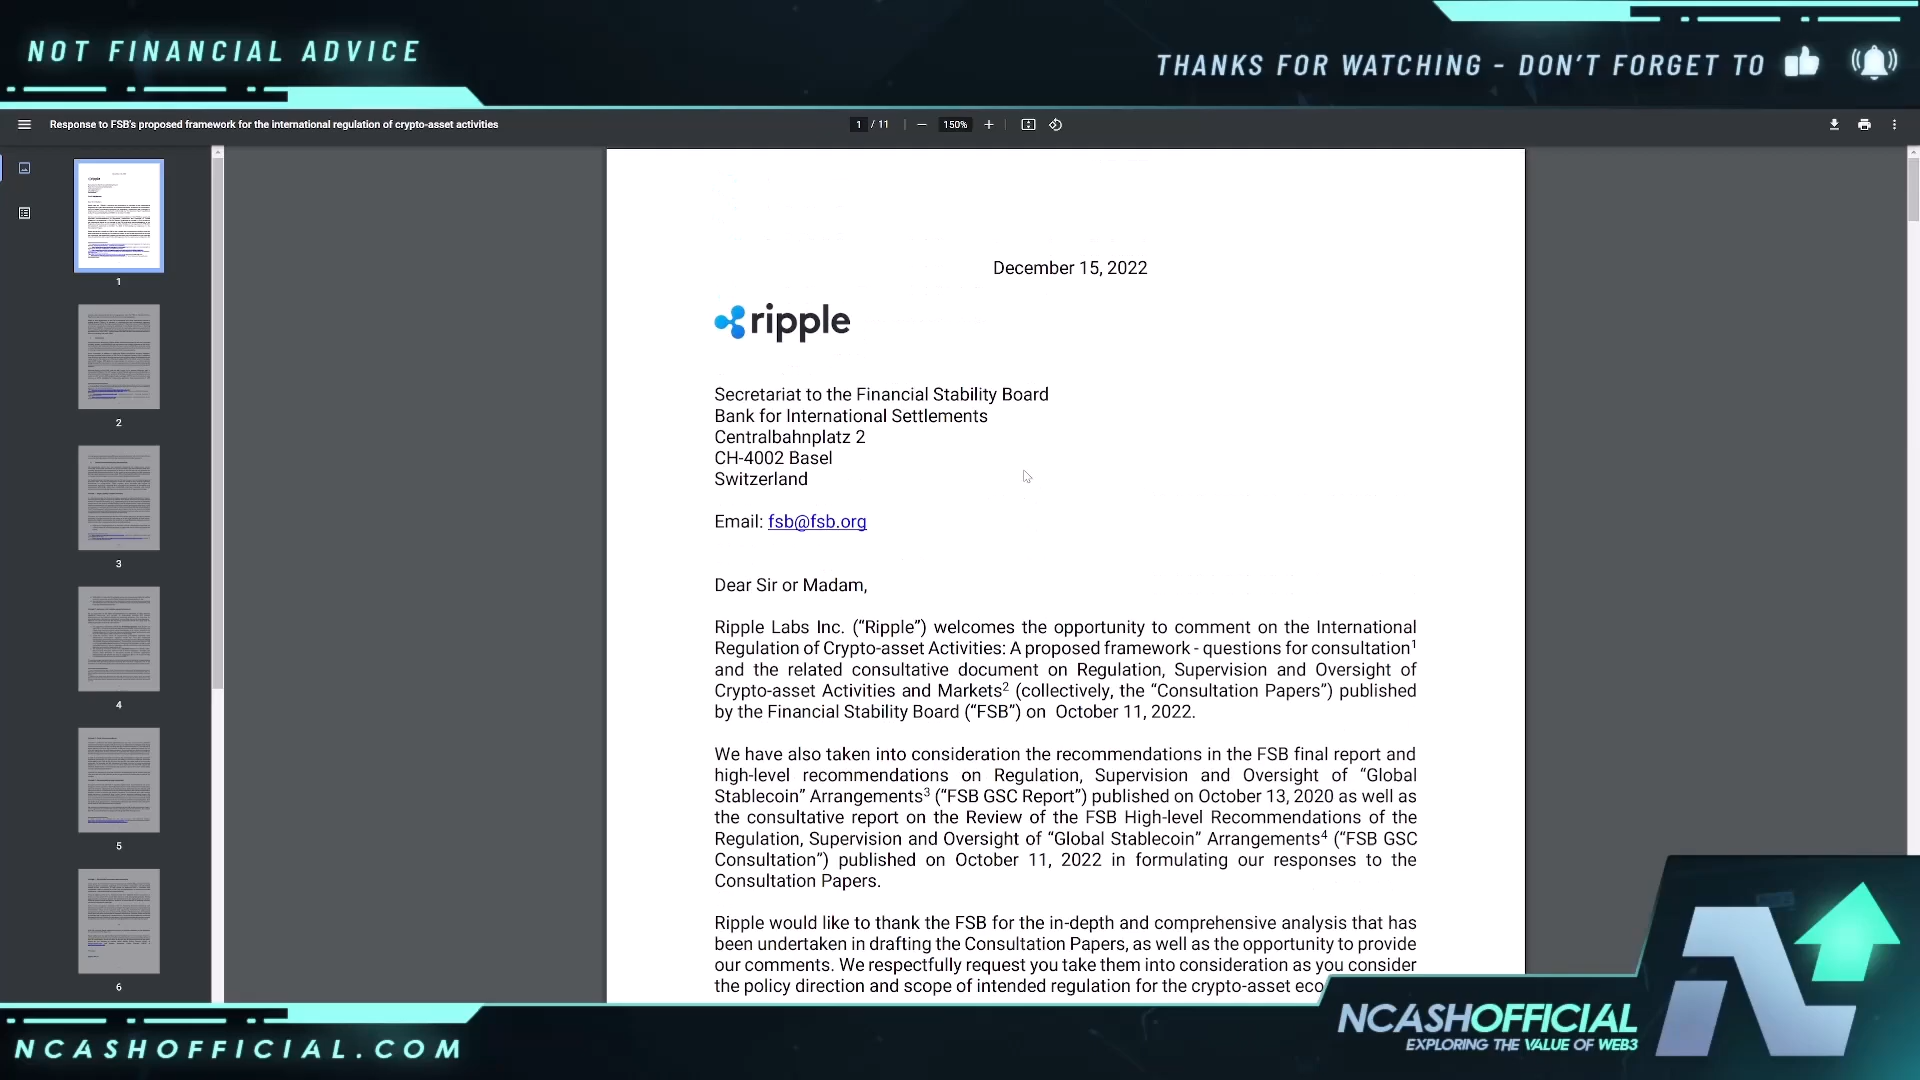 NOT FINANCIAL ADVICE
THANKS FOR WATCHING - DON'T FORGET TO
Response to FSB's proposed framework for the international regulation of crypto-asset activities
1 / 11
150%
December 15, 2022
ripple
Secretariat to the Financial Stability Board
Bank for International Settlements
Centralbahnplatz 2
CH-4002 Basel
Switzerland
Email: fsb@fsb.org
Dear Sir or Madam,
Ripple Labs Inc. (“Ripple”) welcomes the opportunity to comment on the International
Regulation of Crypto-asset Activities: A proposed framework - questions for consultation1
and the related consultative document on Regulation, Supervision and Oversight of
Crypto-asset Activities and Markets2 (collectively, the “Consultation Papers”) published
by the Financial Stability Board (“FSB”) on October 11, 2022.
We have also taken into consideration the recommendations in the FSB final report and
high-level recommendations on Regulation, Supervision and Oversight of “Global
Stablecoin” Arrangements3 (“FSB GSC Report”) published on October 13, 2020 as well as
the consultative report on the Review of the FSB High-level Recommendations of the
Regulation, Supervision and Oversight of “Global Stablecoin” Arrangements4 (“FSB GSC
Consultation”) published on October 11, 2022 in formulating our responses to the
Consultation Papers.
Ripple would like to thank the FSB for the in-depth and comprehensive analysis that has
been undertaken in drafting the Consultation Papers, as well as the opportunity to provide
our comments. We respectfully request you take them into consideration as you consider
the policy direction and scope of intended regulation for the crypto-asset eco
1
2
3
4
5
6
NCASHOFFICIAL.COM
NCASHOFFICIAL
EXPLORING THE VALUE OF WEB3